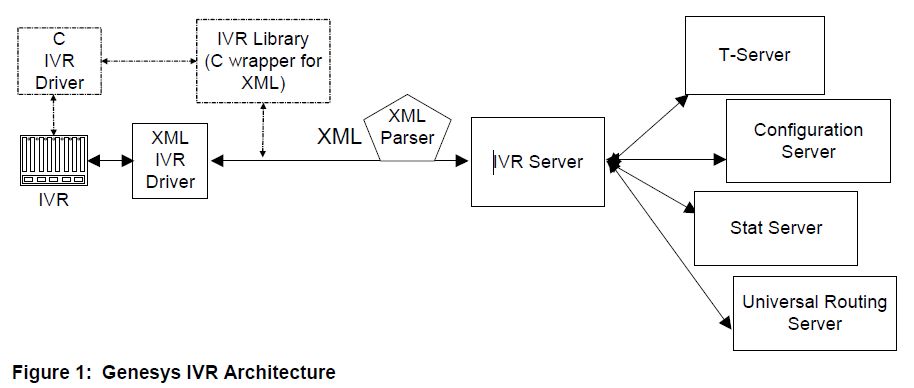 C
IVR
Driver
IVR Library
(C wrapper for
XML)
T-Server
XML
IVR
Driver
IVR
XML
XML
Parser
IVR Server
Configuration
Server
Stat Server
Universal Routing
Server
Figure 1: Genesys IVR Architecture